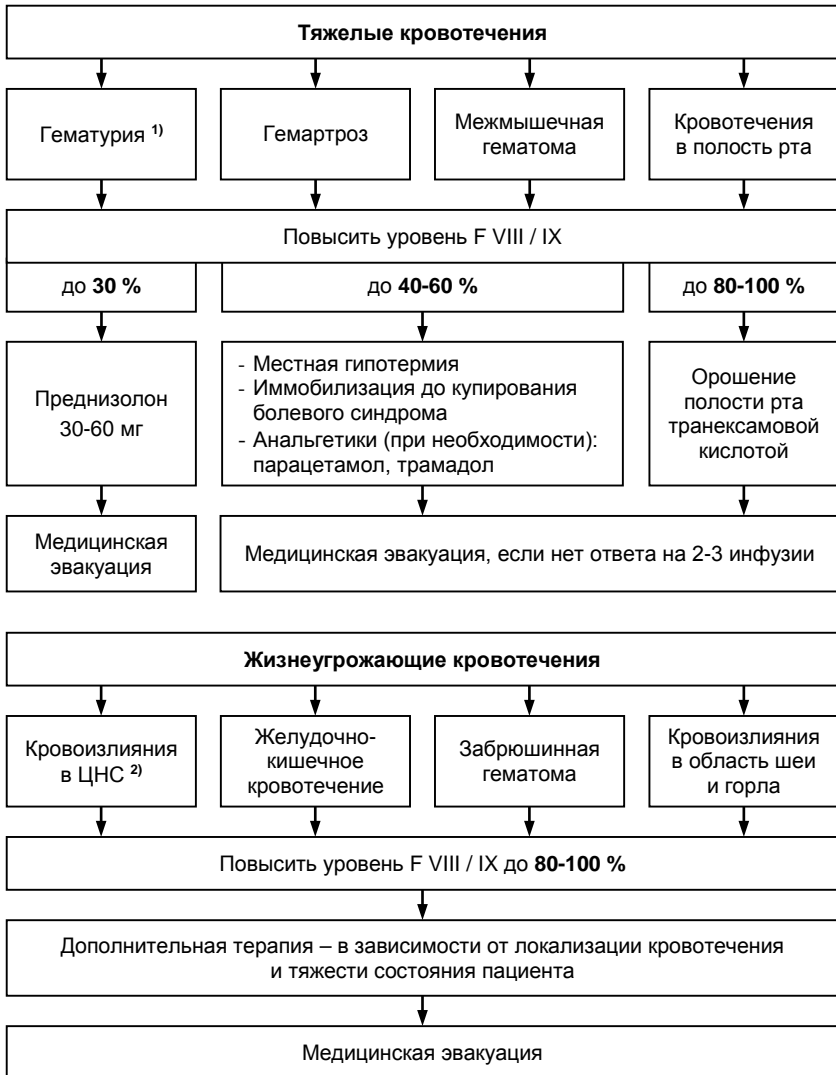 Тяжелые кровотечения
Гематурия ¹⁾
Гемартроз
Межмышечная
гематома
Кровотечения
в полость рта
Повысить уровень F VIII / IX
до 30 %
до 40-60 %
до 80-100 %
Преднизолон
30-60 мг
- Местная гипотермия
- Иммобилизация до купирования
болевого синдрома
- Анальгетики (при необходимости):
парацетамол, трамадол
Орошение
полости рта
транексамовой
кислотой
Медицинская
эвакуация
Медицинская эвакуация, если нет ответа на 2-3 инфузии
Жизнеугрожающие кровотечения
Кровоизлияния
в ЦНС ²⁾
Желудочно-
кишечное
кровотечение
Забрюшинная
гематома
Кровоизлияния
в область шеи
и горла
Повысить уровень F VIII / IX до 80-100 %
Дополнительная терапия – в зависимости от локализации кровотечения
и тяжести состояния пациента
Медицинская эвакуация